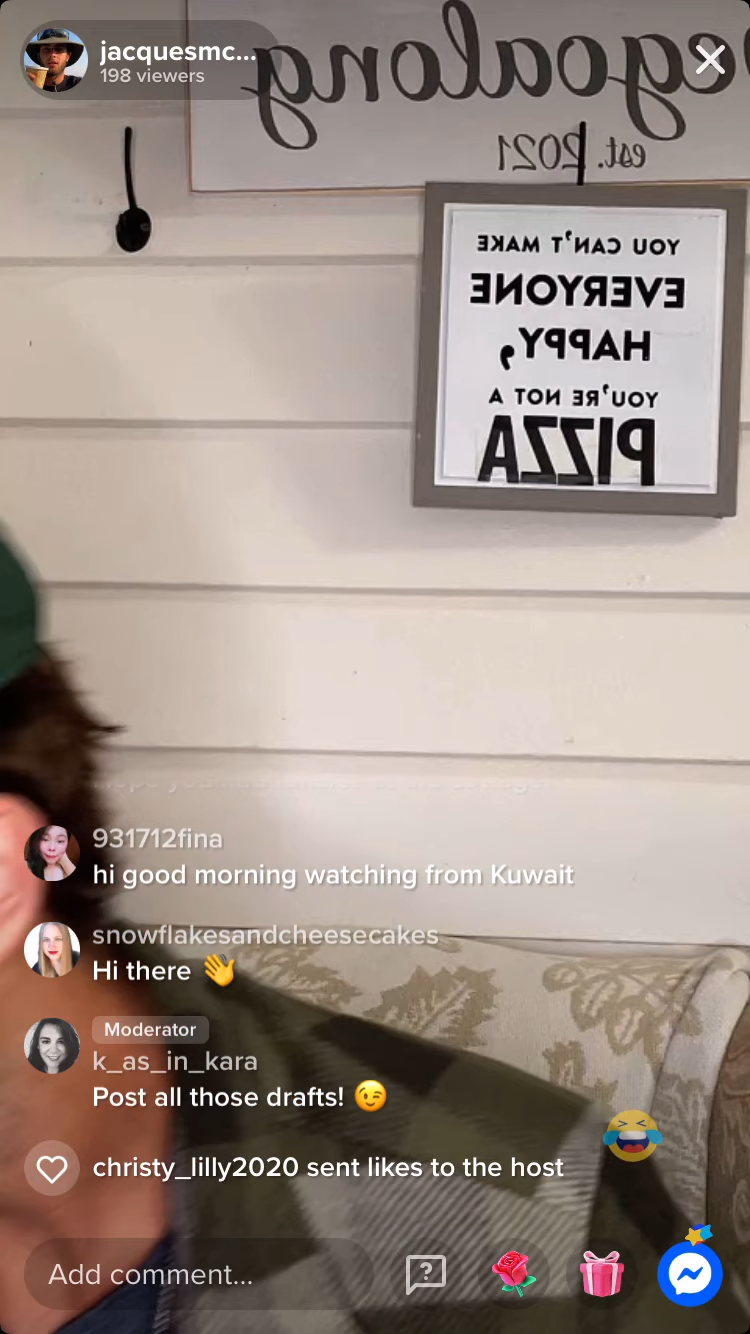 jacquesmc...
198 viewers
egoalong
est. 2021
YOU CAN'T MAKE
EVERYONE
HAPPY,
YOU'RE NOT A
PIZZA
931712fina
hi good morning watching from Kuwait
snowflakesandcheesecakes
Hi there 👋
Moderator
k_as_in_kara
Post all those drafts! 😉
christy_lilly2020 sent likes to the host
Add comment...